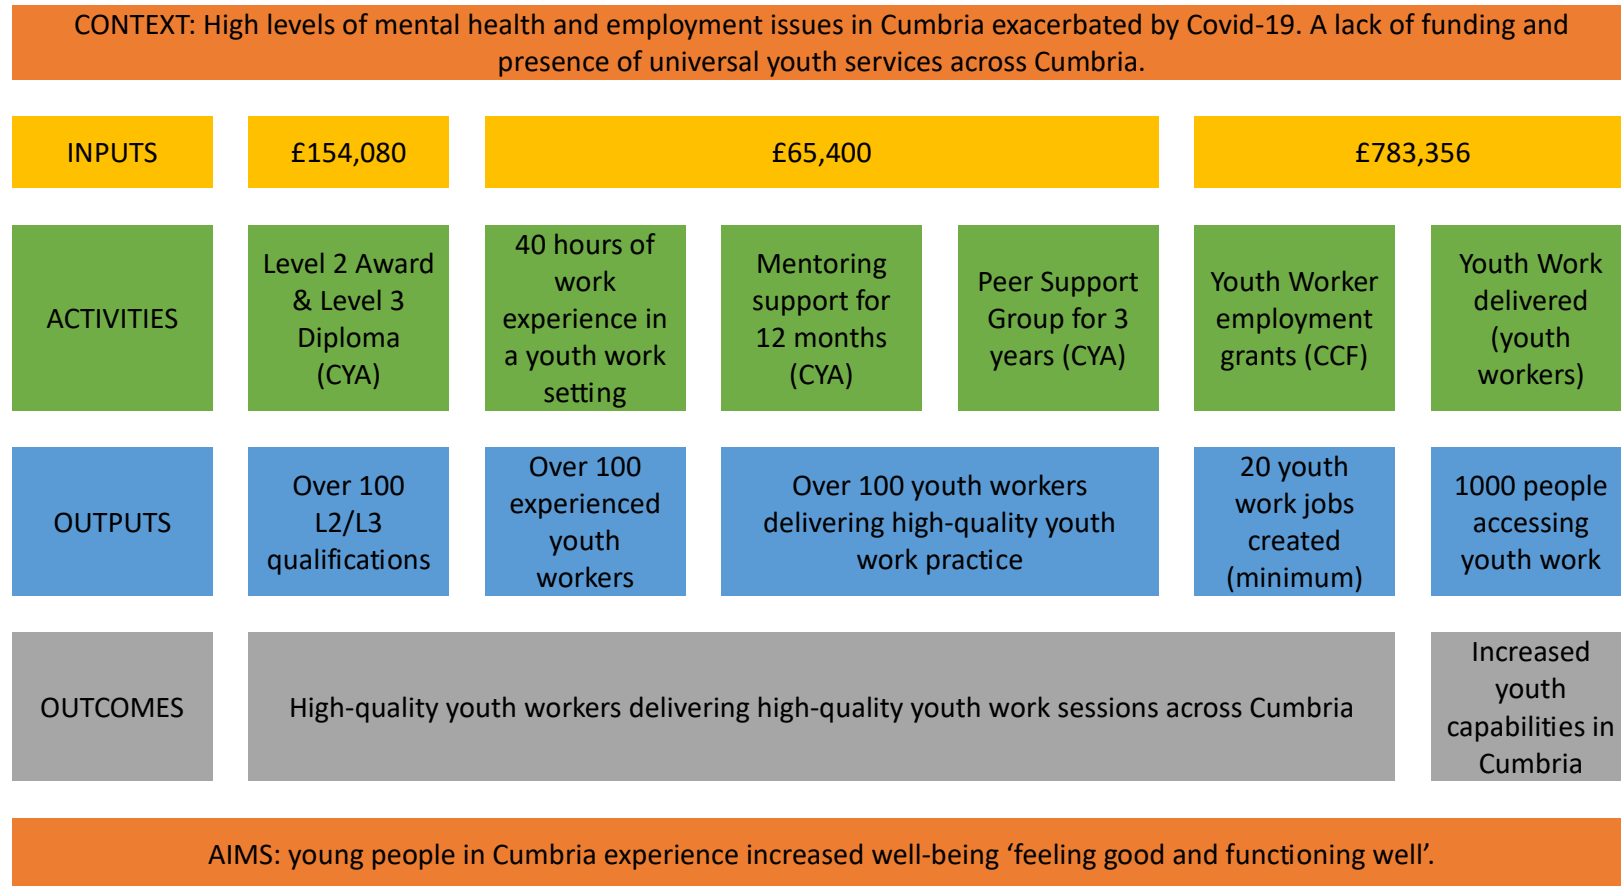 CONTEXT: High levels of mental health and employment issues in Cumbria exacerbated by Covid-19. A lack of funding and
presence of universal youth services across Cumbria.
INPUTS
£154,080
£65,400
£783,356
ACTIVITIES
Level 2 Award
& Level 3
Diploma
(CYA)
40 hours of
work
experience in
a youth work
setting
Mentoring
support for
12 months
(CYA)
Peer Support
Group for 3
years (CYA)
Youth Worker
employment
grants (CCF)
Youth Work
delivered
(youth
workers)
OUTPUTS
Over 100
L2/L3
qualifications
Over 100
experienced
youth
workers
Over 100 youth workers
delivering high-quality youth
work practice
20 youth
work jobs
created
(minimum)
1000 people
accessing
youth work
OUTCOMES
High-quality youth workers delivering high-quality youth work sessions across Cumbria
Increased
youth
capabilities in
Cumbria
AIMS: young people in Cumbria experience increased well-being ‘feeling good and functioning well’.